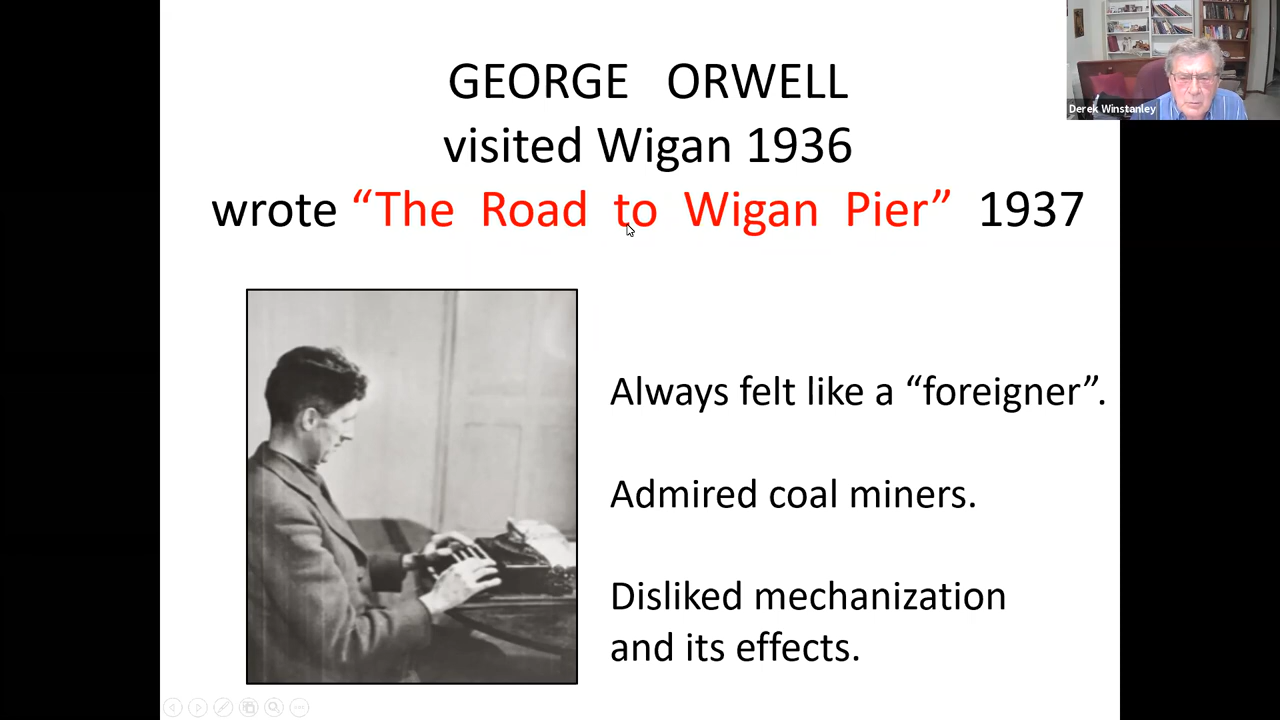 GEORGE ORWELL
visited Wigan 1936
wrote “The Road to Wigan Pier” 1937
Derek Winstanley
Always felt like a “foreigner”.
Admired coal miners.
Disliked mechanization
and its effects.